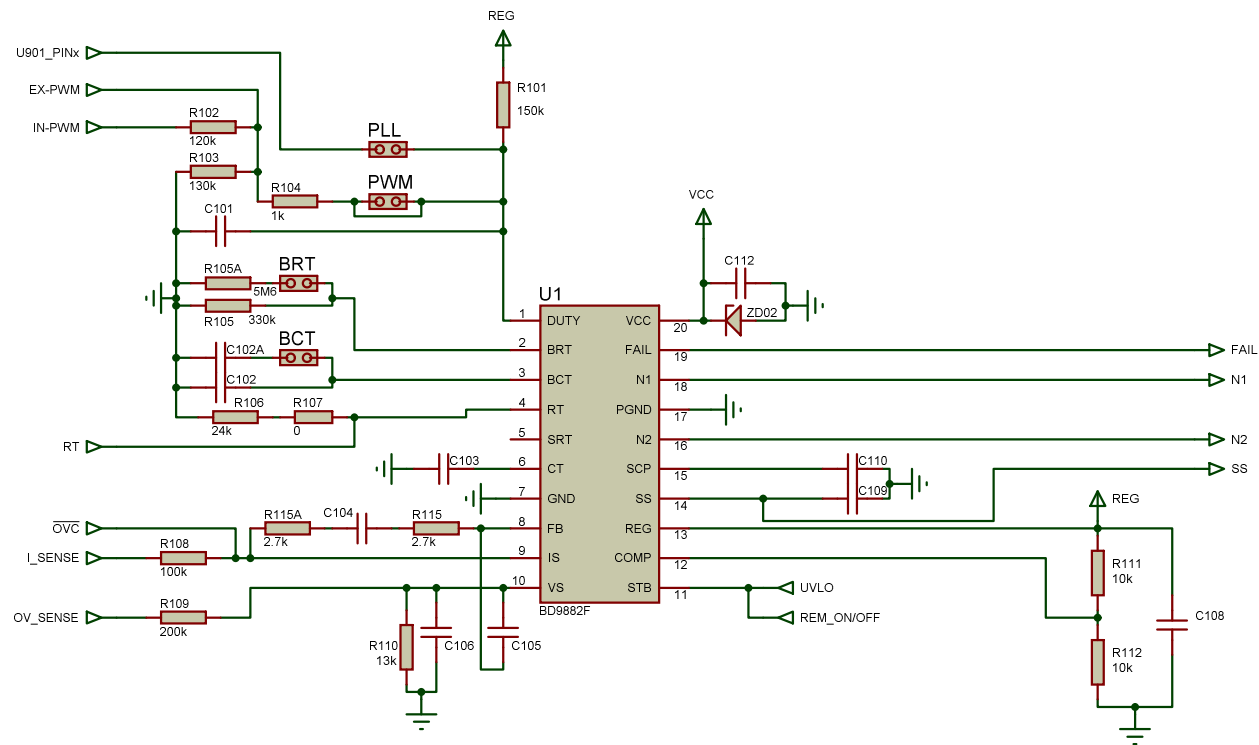 REG
U901_PINx
EX-PWM
IN-PWM
R101
150k
R102
120k
R103
130k
PLL
R104
1k
PWM
C101
R105A
5M6
BRT
R105
330k
C102A
BCT
C102
R106
24k
R107
0
RT
C103
OVC
I_SENSE
OV_SENSE
R115A
2.7k
C104
R115
2.7k
R108
100k
R109
200k
R110
13k
C106
C105
U1
1 DUTY
2 BRT
3 BCT
4 RT
5 SRT
6 CT
7 GND
8 FB
9 IS
10 VS
VCC 20
FAIL 19
N1 18
PGND 17
N2 16
SCP 15
SS 14
REG 13
COMP 12
STB 11
BD9882F
VCC
C112
ZD02
FAIL
N1
N2
SS
C110
C109
REG
R111
10k
R112
10k
C108
UVLO
REM_ON/OFF